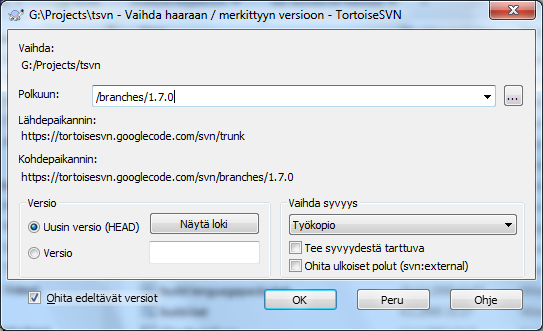 G:\Projects\tsvn - Vaihda haaraan / merkittyyn versioon - TortoiseSVN
Vaihda:
G:/Projects/tsvn
Polkuun:
/branches/1.7.0
...
Lähdepaikannin:
https://tortoisesvn.googlecode.com/svn/trunk
Kohdepaikannin:
https://tortoisesvn.googlecode.com/svn/branches/1.7.0
Versio
Uusin versio (HEAD)
Näytä loki
Versio
Vaihda syvyys
Työkopio
Tee syvyydestä tarttuva
Ohita ulkoiset polut (svn:external)
Ohita edeltävät versiot
OK
Peru
Ohje